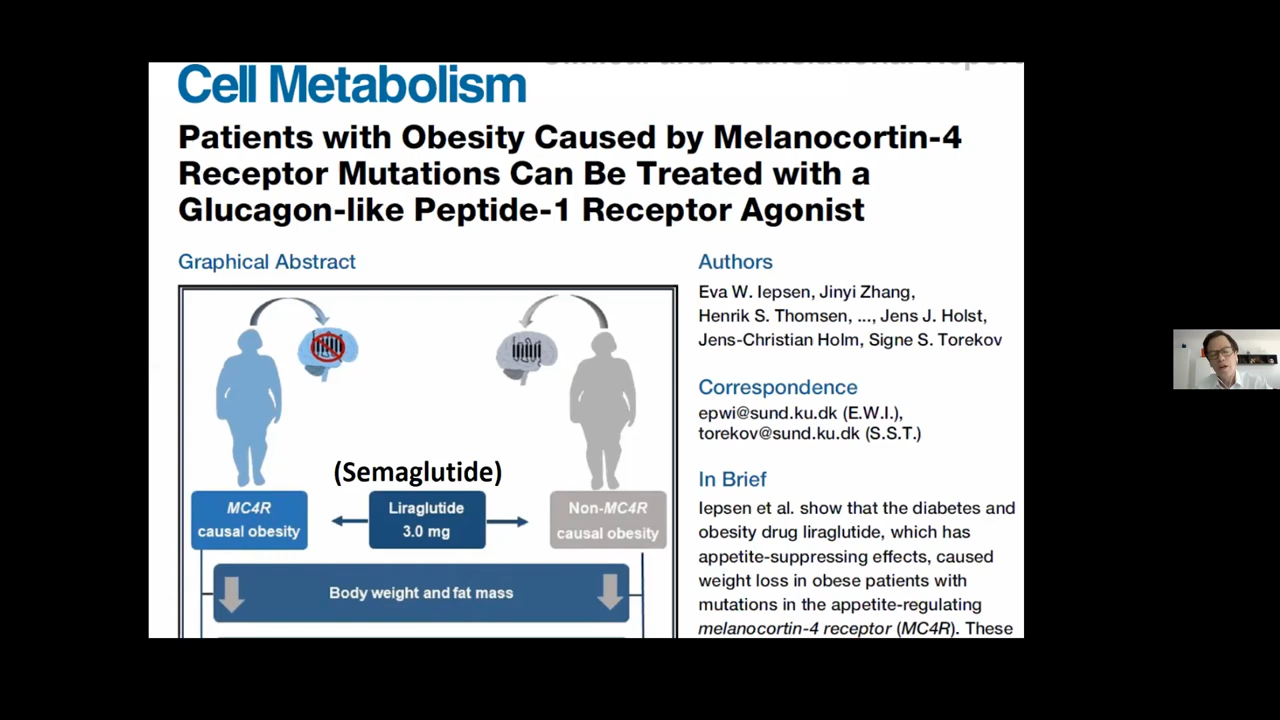 Cell Metabolism
Patients with Obesity Caused by Melanocortin-4
Receptor Mutations Can Be Treated with a
Glucagon-like Peptide-1 Receptor Agonist
Graphical Abstract
(Semaglutide)
MC4R
causal obesity
Liraglutide
3.0 mg
Non-MC4R
causal obesity
Body weight and fat mass
Authors
Eva W. Iepsen, Jinyi Zhang,
Henrik S. Thomsen, ..., Jens J. Holst,
Jens-Christian Holm, Signe S. Torekov
Correspondence
epwi@sund.ku.dk (E.W.I.),
torekov@sund.ku.dk (S.S.T.)
In Brief
Iepsen et al. show that the diabetes and
obesity drug liraglutide, which has
appetite-suppressing effects, caused
weight loss in obese patients with
mutations in the appetite-regulating
melanocortin-4 receptor (MC4R). These